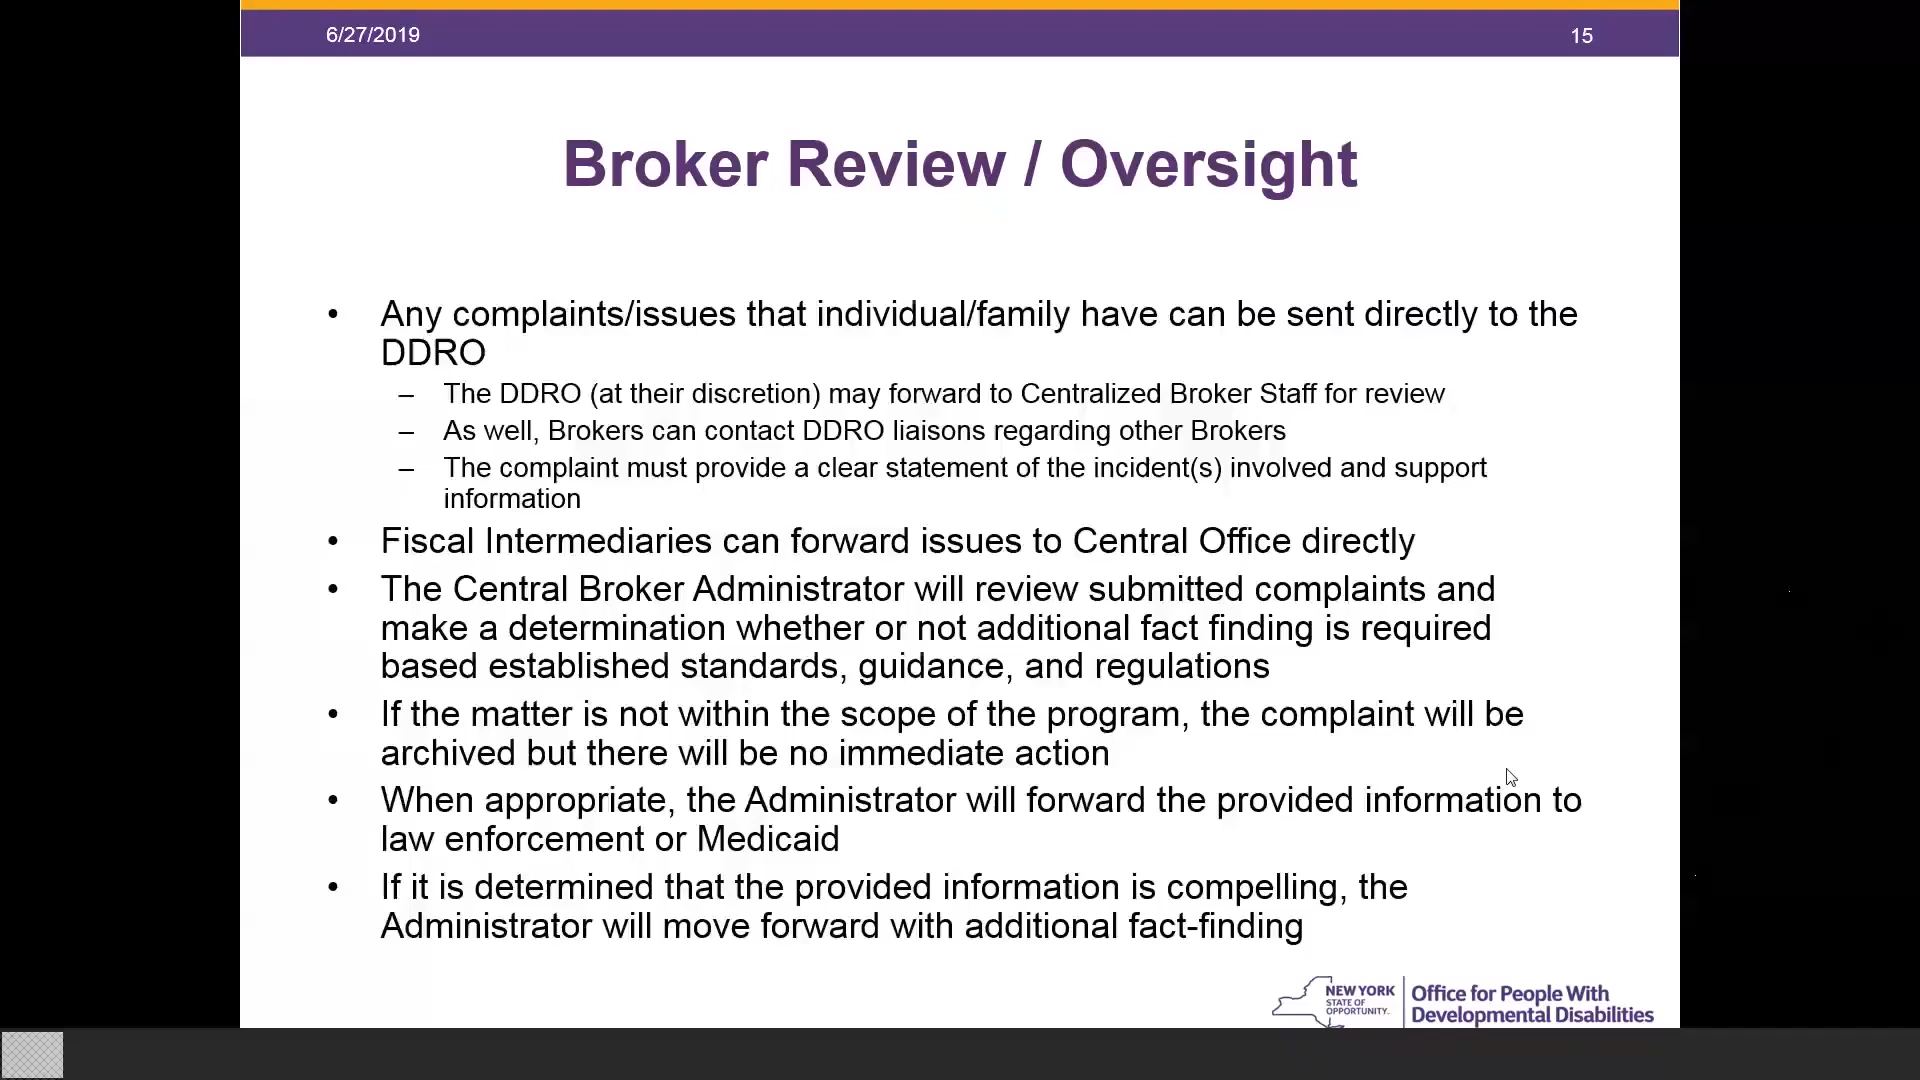 6/27/2019
15
Broker Review / Oversight
• Any complaints/issues that individual/family have can be sent directly to the
DDRO
– The DDRO (at their discretion) may forward to Centralized Broker Staff for review
– As well, Brokers can contact DDRO liaisons regarding other Brokers
– The complaint must provide a clear statement of the incident(s) involved and support
information
• Fiscal Intermediaries can forward issues to Central Office directly
• The Central Broker Administrator will review submitted complaints and
make a determination whether or not additional fact finding is required
based established standards, guidance, and regulations
• If the matter is not within the scope of the program, the complaint will be
archived but there will be no immediate action
• When appropriate, the Administrator will forward the provided information to
law enforcement or Medicaid
• If it is determined that the provided information is compelling, the
Administrator will move forward with additional fact-finding
NEW YORK
STATE OF
OPPORTUNITY.
Office for People With
Developmental Disabilities